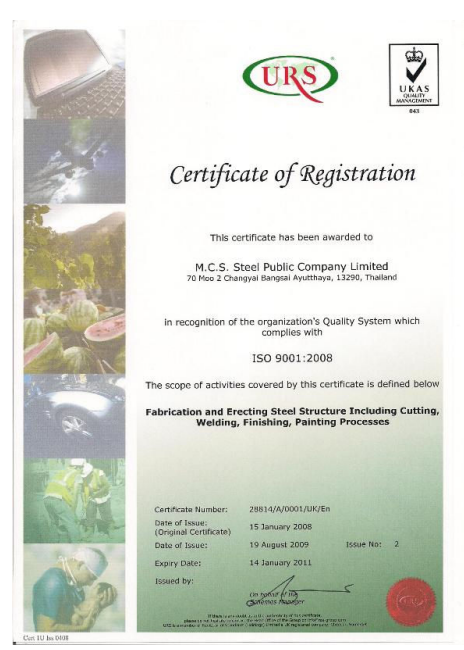 URS
UKAS
QUALITY
MANAGEMENT
043
Certificate of Registration
This certificate has been awarded to
M.C.S. Steel Public Company Limited
70 Moo 2 Changyai Bangsai Ayutthaya, 13290, Thailand
in recognition of the organization's Quality System which
complies with
ISO 9001:2008
The scope of activities covered by this certificate is defined below
Fabrication and Erecting Steel Structure Including Cutting,
Welding, Finishing, Painting Processes
Certificate Number: 28814/A/0001/UK/En
Date of Issue:
(Original Certificate) 15 January 2008
Date of Issue: 19 August 2009 Issue No: 2
Expiry Date: 14 January 2011
Issued by:
On behalf of the
Schemes Manager
Cert 1U Iss 0408